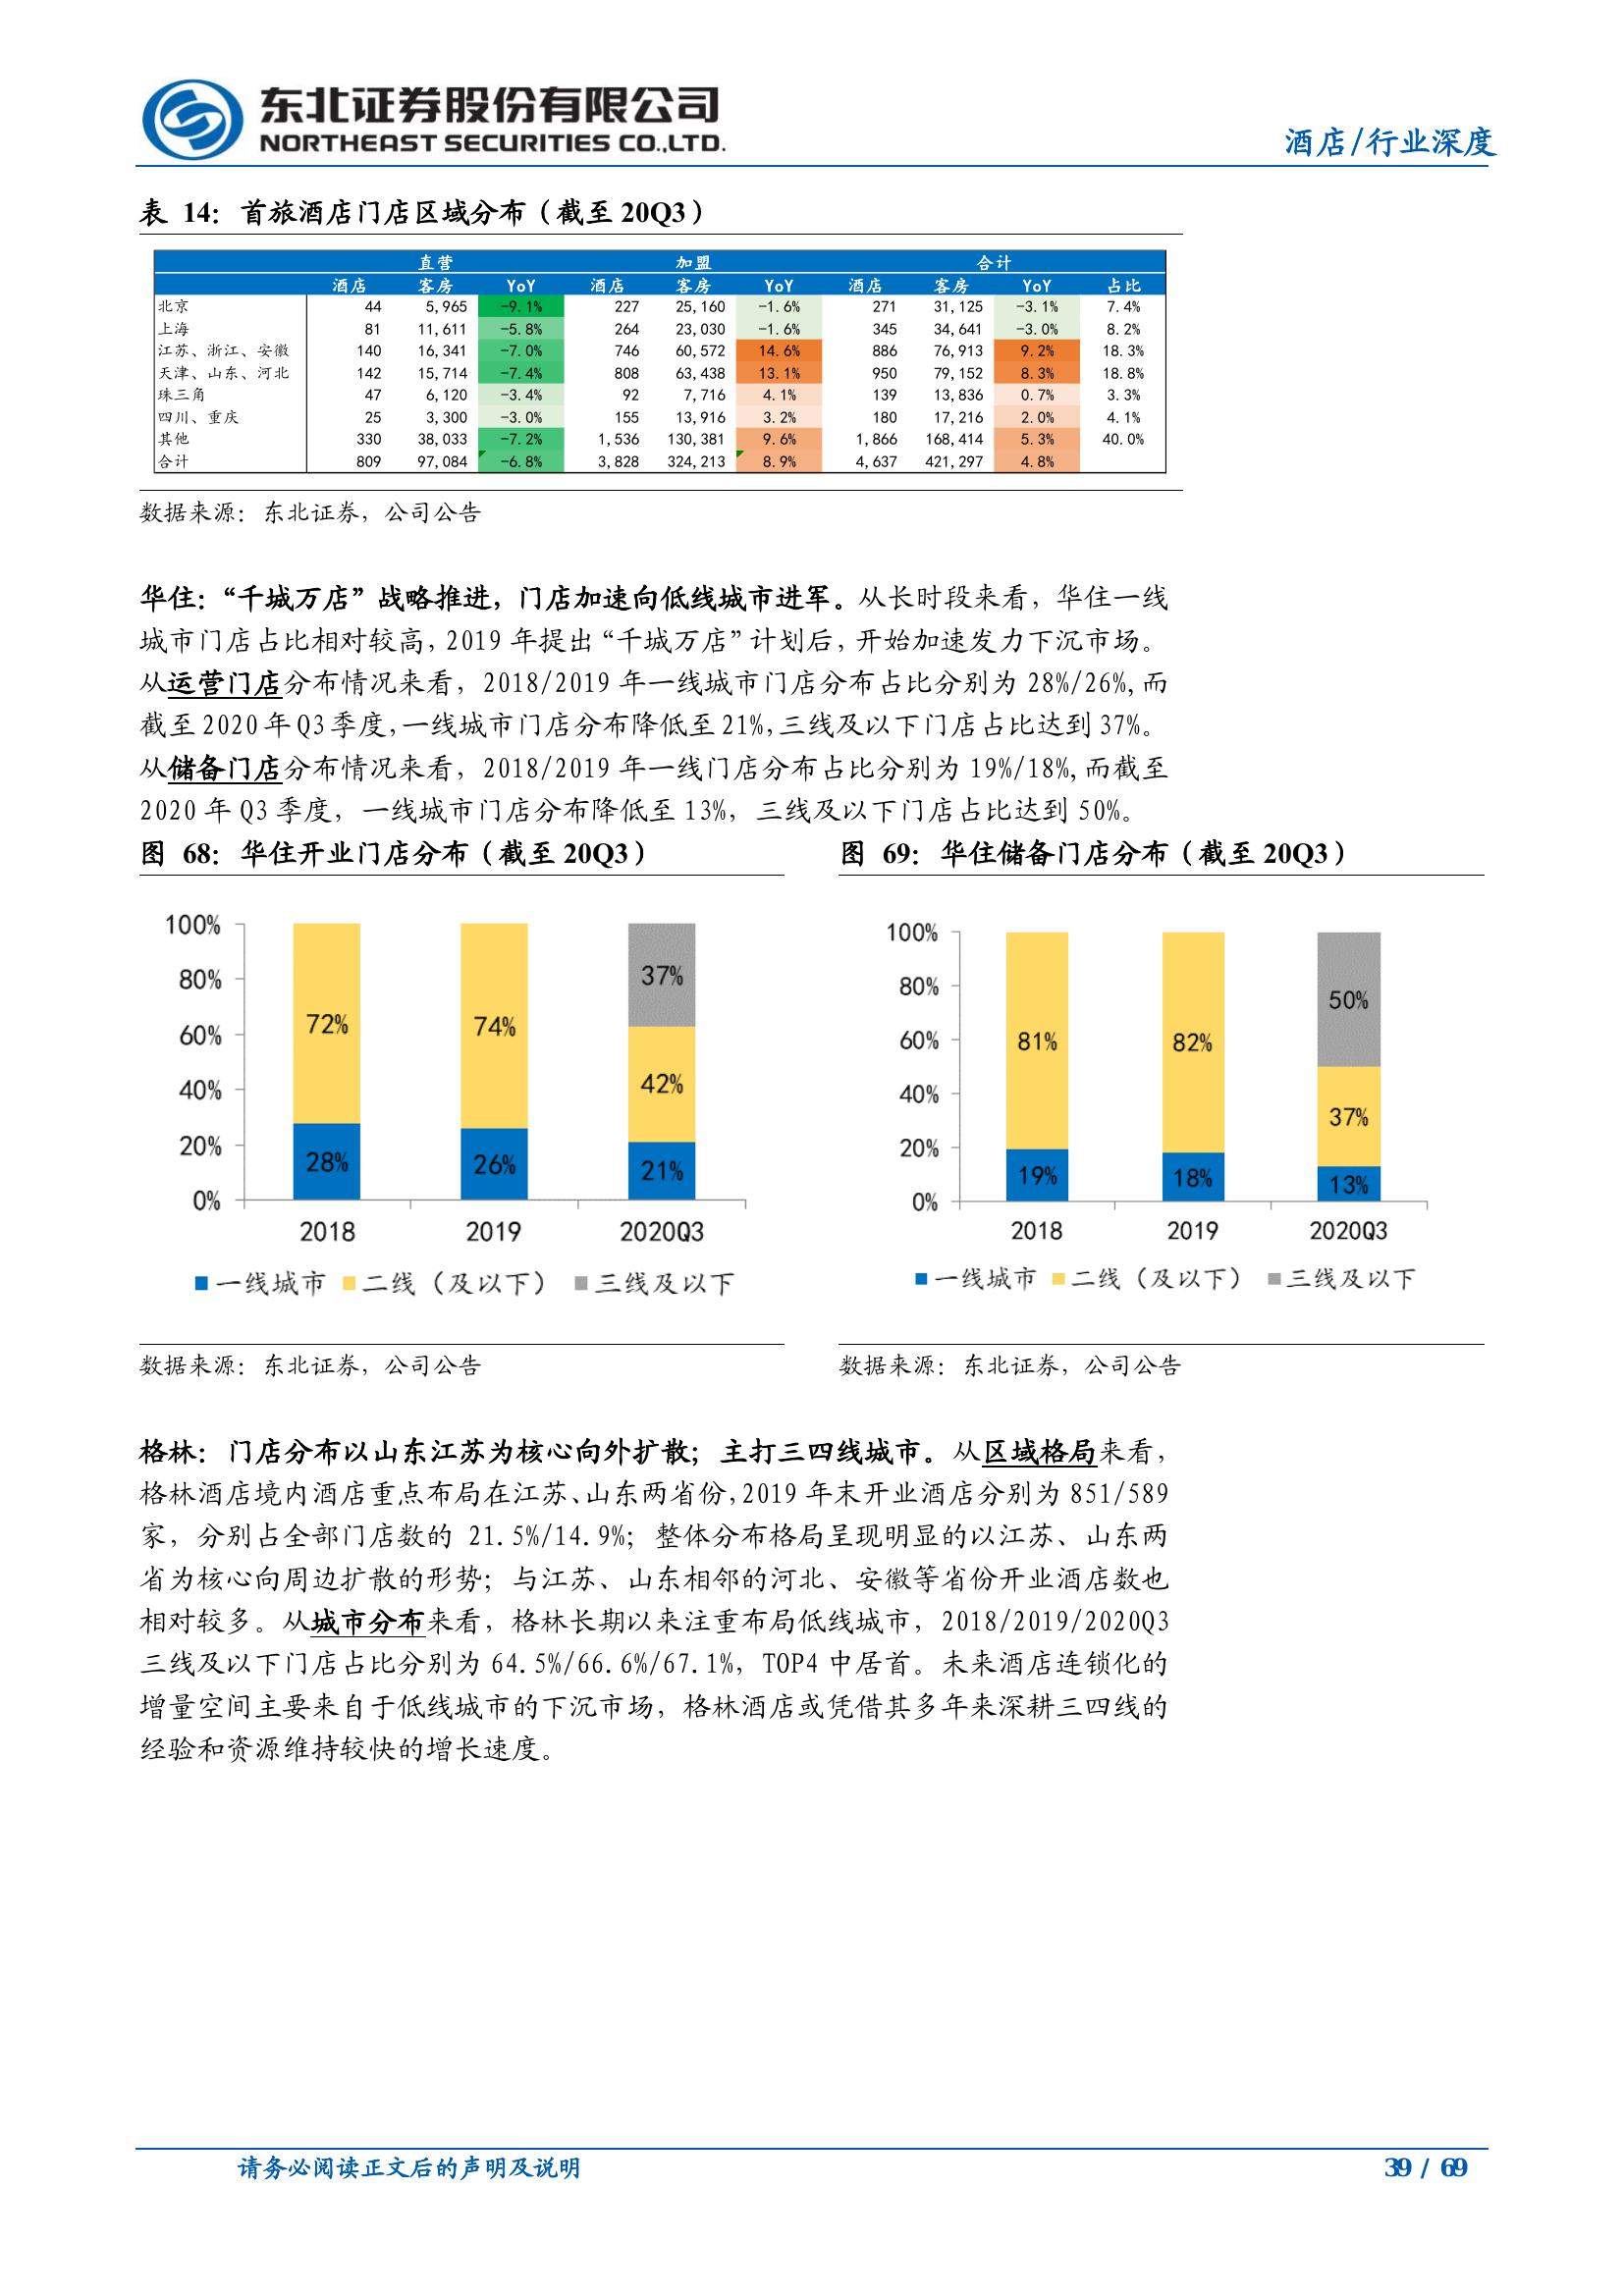 东北证券股份有限公司
NORTHEAST SECURITIES CO.,LTD.
酒店/行业深度
表 14：首旅酒店门店区域分布（截至 20Q3）
直营 加盟 合计
酒店 客房 YoY 酒店 客房 YoY 酒店 客房 YoY 占比
北京 44 5,965 -9.1% 227 25,160 -1.6% 271 31,125 -3.1% 7.4%
上海 81 11,611 -5.8% 264 23,030 -1.6% 345 34,641 -3.0% 8.2%
江苏、浙江、安徽 140 16,341 -7.0% 746 60,572 14.6% 886 76,913 9.2% 18.3%
天津、山东、河北 142 15,714 -7.4% 808 63,438 13.1% 950 79,152 8.3% 18.8%
珠三角 47 6,120 -3.4% 92 7,716 4.1% 139 13,836 0.7% 3.3%
四川、重庆 25 3,300 -3.0% 155 13,916 3.2% 180 17,216 2.0% 4.1%
其他 330 38,033 -7.2% 1,536 130,381 9.6% 1,866 168,414 5.3% 40.0%
合计 809 97,084 -6.8% 3,828 324,213 8.9% 4,637 421,297 4.8%
数据来源：东北证券，公司公告
华住：“千城万店”战略推进，门店加速向低线城市进军。从长时段来看，华住一线
城市门店占比相对较高，2019 年提出“千城万店”计划后，开始加速发力下沉市场。
从运营门店分布情况来看，2018/2019 年一线城市门店分布占比分别为 28%/26%,而
截至 2020 年 Q3 季度,一线城市门店分布降低至 21%,三线及以下门店占比达到 37%。
从储备门店分布情况来看，2018/2019 年一线门店分布占比分别为 19%/18%,而截至
2020 年 Q3 季度，一线城市门店分布降低至 13%，三线及以下门店占比达到 50%。
图 68：华住开业门店分布（截至 20Q3）
100%
80%
60%
40%
20%
0%
72%
28%
74%
26%
37%
42%
21%
2018 2019 2020Q3
一线城市 二线（及以下） 三线及以下
数据来源：东北证券，公司公告
图 69：华住储备门店分布（截至 20Q3）
100%
80%
60%
40%
20%
0%
81%
19%
82%
18%
50%
37%
13%
2018 2019 2020Q3
一线城市 二线（及以下） 三线及以下
数据来源：东北证券，公司公告
格林：门店分布以山东江苏为核心向外扩散；主打三四线城市。从区域格局来看，
格林酒店境内酒店重点布局在江苏、山东两省份，2019 年末开业酒店分别为 851/589
家，分别占全部门店数的 21.5%/14.9%；整体分布格局呈现明显的以江苏、山东两
省为核心向周边扩散的形势；与江苏、山东相邻的河北、安徽等省份开业酒店数也
相对较多。从城市分布来看，格林长期以来注重布局低线城市，2018/2019/2020Q3
三线及以下门店占比分别为 64.5%/66.6%/67.1%，TOP4 中居首。未来酒店连锁化的
增量空间主要来自于低线城市的下沉市场，格林酒店或凭借其多年来深耕三四线的
经验和资源维持较快的增长速度。
请务必阅读正文后的声明及说明
39 / 69